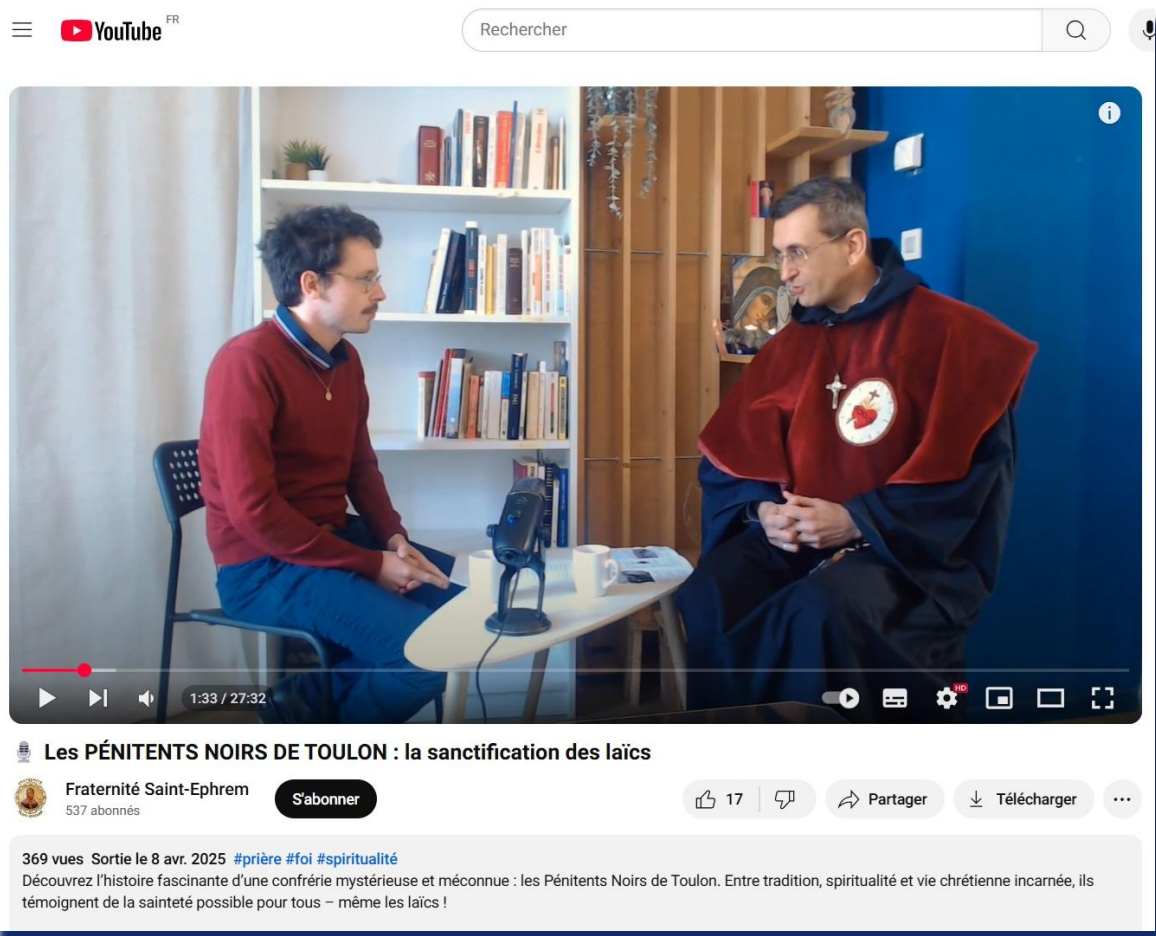 YouTube FR
Rechercher
1:33 / 27:32
HD
Les PÉNITENTS NOIRS DE TOULON : la sanctification des laïcs
Fraternité Saint-Ephrem
537 abonnés
S'abonner
17
Partager
Télécharger
369 vues Sortie le 8 avr. 2025 #prière #foi #spiritualité
Découvrez l'histoire fascinante d'une confrérie mystérieuse et méconnue : les Pénitents Noirs de Toulon. Entre tradition, spiritualité et vie chrétienne incarnée, ils
témoignent de la sainteté possible pour tous – même les laïcs !